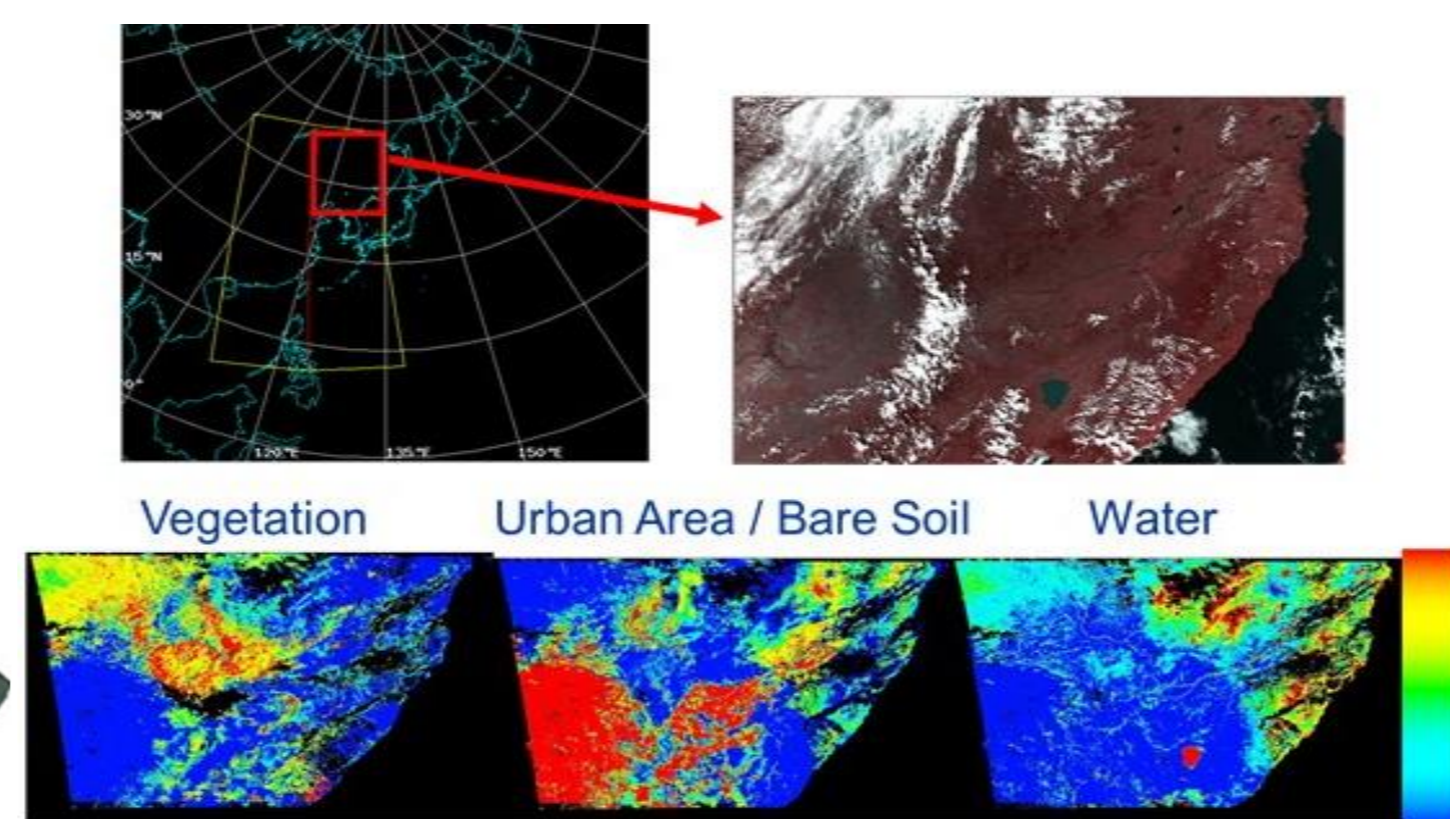 30 °N
15 °N
0°
120 °E 135 °E 150 °E
Vegetation Urban Area / Bare Soil Water